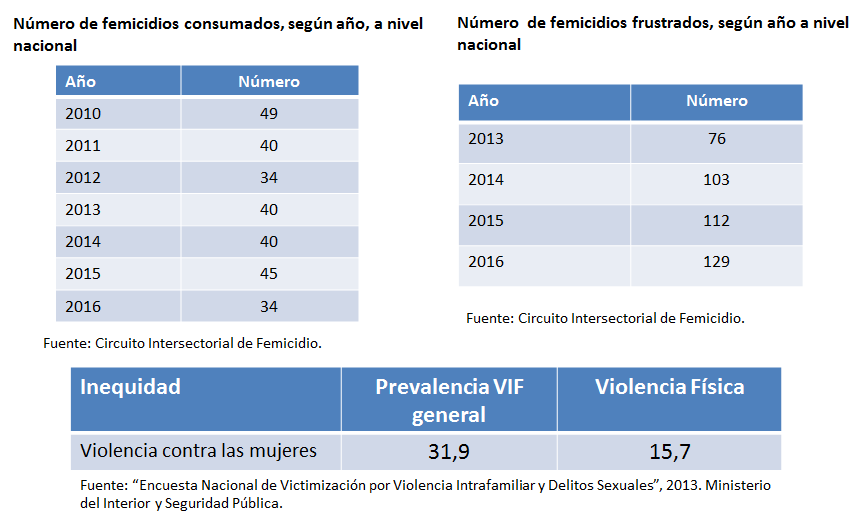 Número de femicidios consumados, según año, a nivel
nacional
Año Número
2010 49
2011 40
2012 34
2013 40
2014 40
2015 45
2016 34
Fuente: Circuito Intersectorial de Femicidio.
Número  de femicidios frustrados, según año a nivel
nacional
Año Número
2013 76
2014 103
2015 112
2016 129
Fuente: Circuito Intersectorial de Femicidio.
Inequidad Prevalencia VIF Violencia Física
general
Violencia contra las mujeres 31,9 15,7
Fuente: “Encuesta Nacional de Victimización por Violencia Intrafamiliar y Delitos Sexuales”, 2013. Ministerio
del Interior y Seguridad Pública.